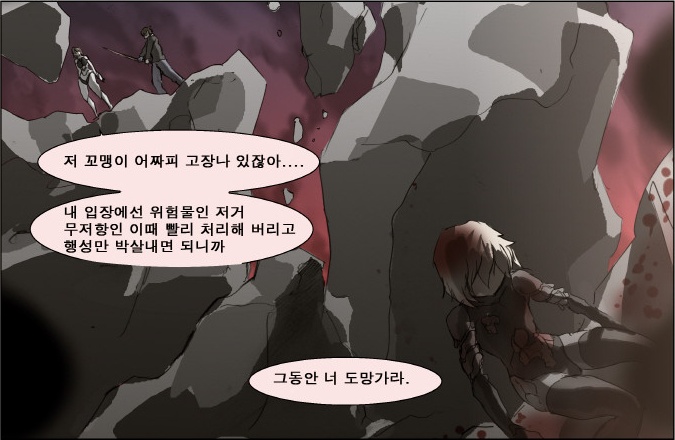 저 꼬맹이 어짜피 고장나 있잖아....
내 입장에선 위험물인 저거
무저항인 이때 빨리 처리해 버리고
행성만 박살내면 되니까
그동안 너 도망가라.